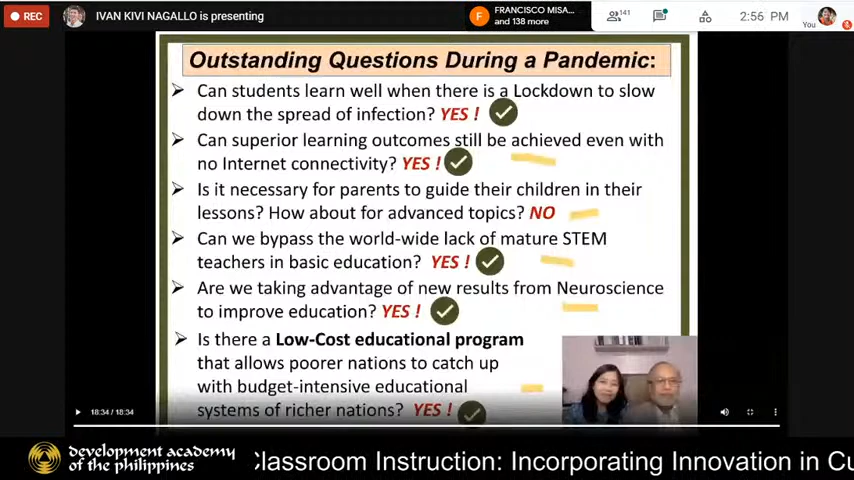 REC
IVAN KIVI NAGALLO is presenting
F
FRANCISCO MISA...
and 138 more
141
2:56 PM
You
Outstanding Questions During a Pandemic:
Can students learn well when there is a Lockdown to slow
down the spread of infection? YES !
Can superior learning outcomes still be achieved even with
no Internet connectivity? YES !
Is it necessary for parents to guide their children in their
lessons? How about for advanced topics? NO
Can we bypass the world-wide lack of mature STEM
teachers in basic education? YES !
Are we taking advantage of new results from Neuroscience
to improve education? YES !
Is there a Low-Cost educational program
that allows poorer nations to catch up
with budget-intensive educational
systems of richer nations? YES !
18:34 / 18:34
development academy
of the philippines
Classroom Instruction: Incorporating Innovation in Cu